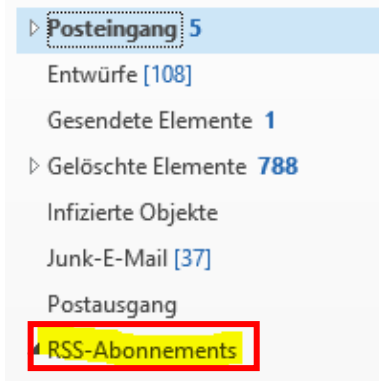 Posteingang 5
Entwürfe [108]
Gesendete Elemente 1
Gelöschte Elemente 788
Infizierte Objekte
Junk-E-Mail [37]
Postausgang
RSS-Abonnements